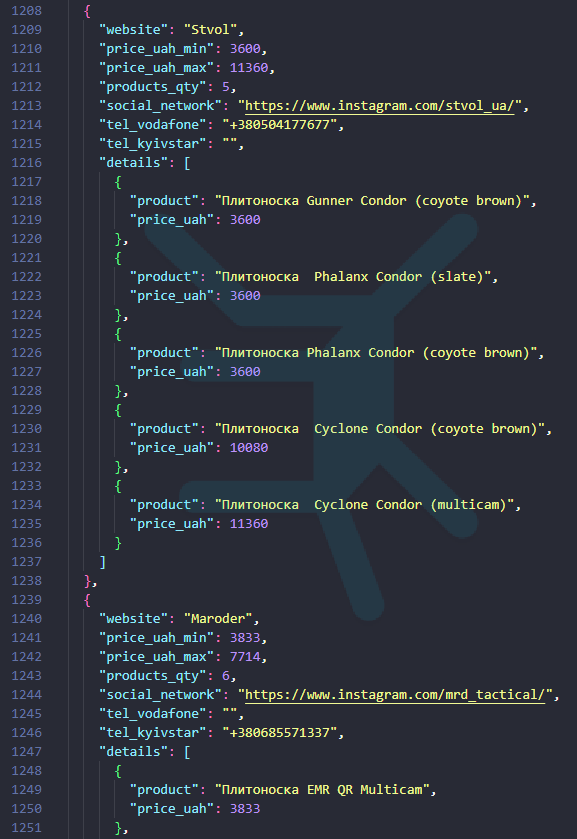 1208 {
1209 "website": "Stvol",
1210 "price_uah_min": 3600,
1211 "price_uah_max": 11360,
1212 "products_qty": 5,
1213 "social_network": "https://www.instagram.com/stvol_ua/",
1214 "tel_vodafone": "+380504177677",
1215 "tel_kyivstar": "",
1216 "details": [
1217 {
1218 "product": "Плитоноска Gunner Condor (coyote brown)",
1219 "price_uah": 3600
1220 },
1221 {
1222 "product": "Плитоноска  Phalanx Condor (slate)",
1223 "price_uah": 3600
1224 },
1225 {
1226 "product": "Плитоноска Phalanx Condor (coyote brown)",
1227 "price_uah": 3600
1228 },
1229 {
1230 "product": "Плитоноска  Cyclone Condor (coyote brown)",
1231 "price_uah": 10080
1232 },
1233 {
1234 "product": "Плитоноска  Cyclone Condor (multicam)",
1235 "price_uah": 11360
1236 }
1237 ]
1238 },
1239 {
1240 "website": "Maroder",
1241 "price_uah_min": 3833,
1242 "price_uah_max": 7714,
1243 "products_qty": 6,
1244 "social_network": "https://www.instagram.com/mrd_tactical/",
1245 "tel_vodafone": "",
1246 "tel_kyivstar": "+380685571337",
1247 "details": [
1248 {
1249 "product": "Плитоноска EMR QR Multicam",
1250 "price_uah": 3833
1251 },